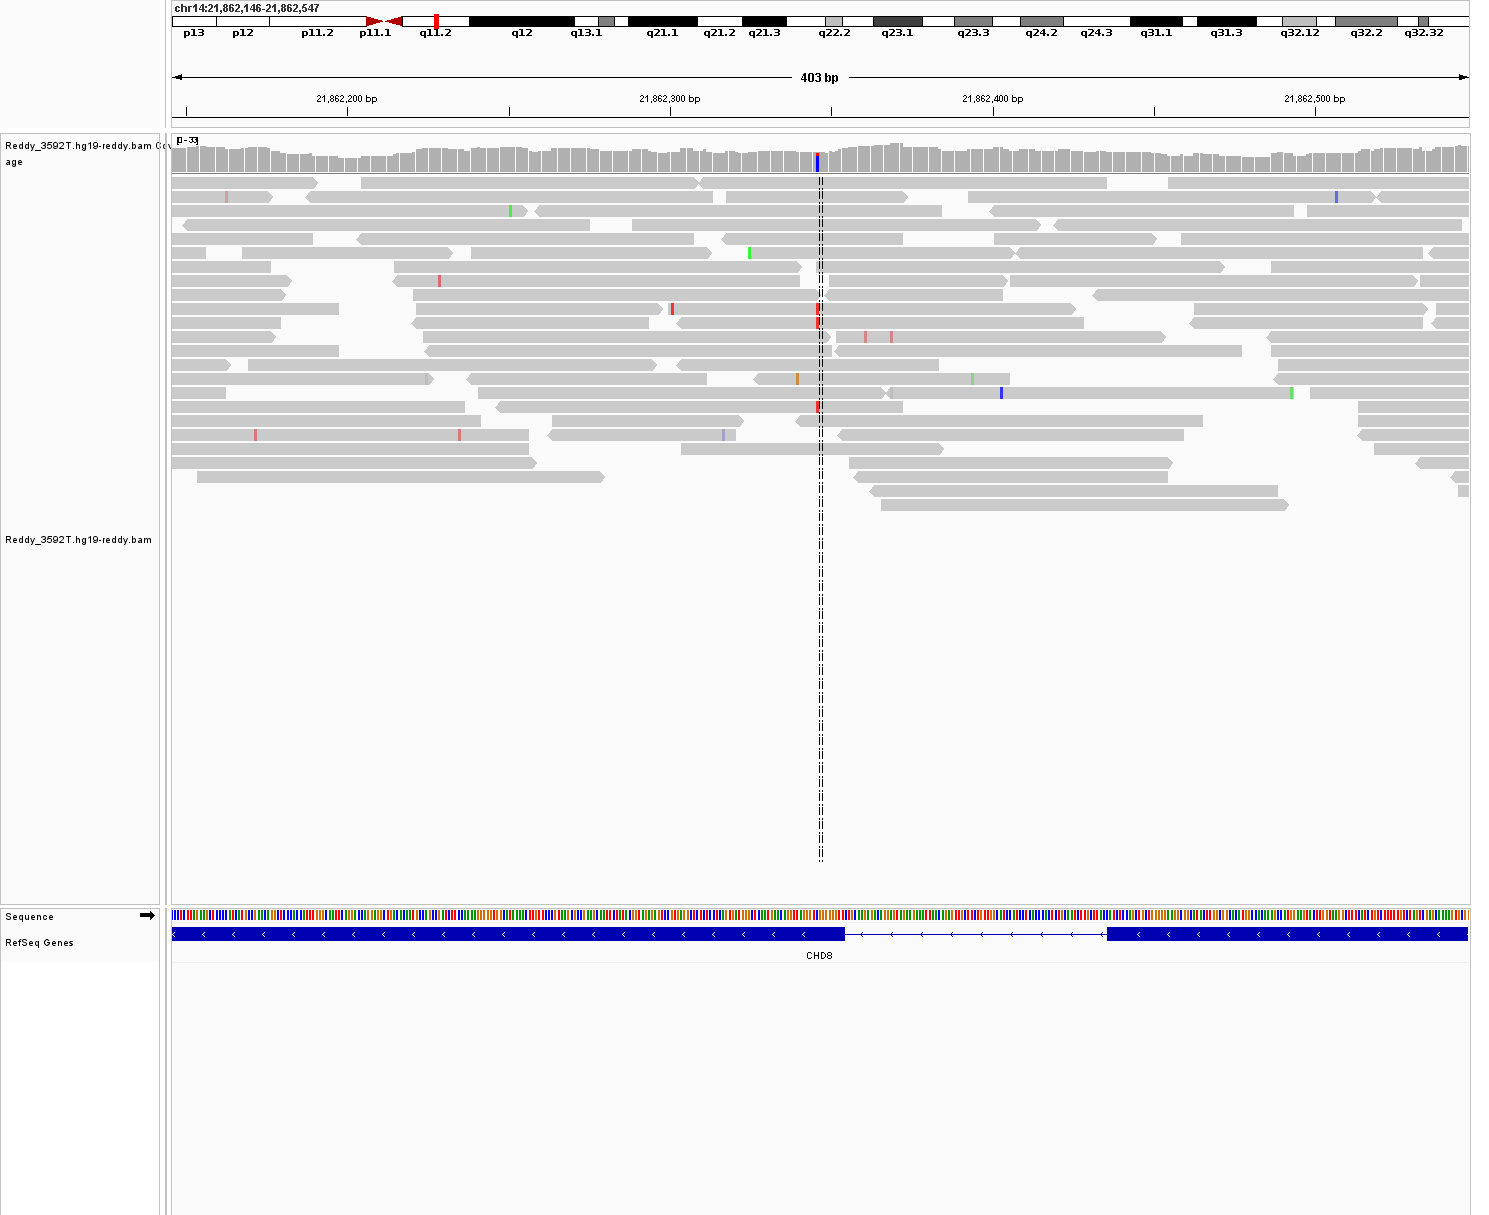 chr14:21,862,146-21,862,547
p13 p12 p11.2 p11.1 q11.2 q12 q13.1 q21.1 q21.2 q21.3 q22.2 q23.1 q23.3 q24.2 q24.3 q31.1 q31.3 q32.12 q32.2 q32.32
403 bp
21,862,200 bp 21,862,300 bp 21,862,400 bp 21,862,500 bp
[0-33]
Reddy_3592T.hg19-reddy.bam Cov
age
Reddy_3592T.hg19-reddy.bam
Sequence
RefSeq Genes
CHD8